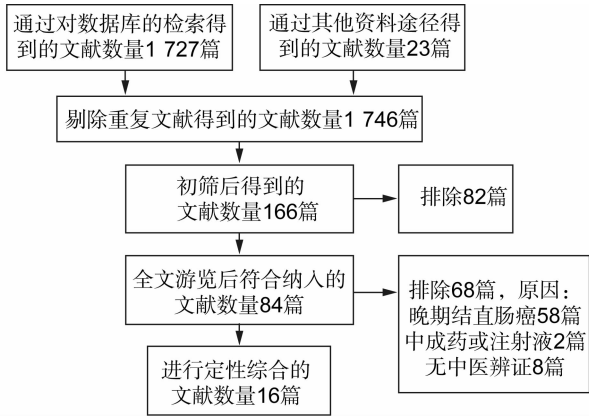 通过对数据库的检索得
到的文献数量1 727篇
通过其他资料途径得
到的文献数量23篇
剔除重复文献得到的文献数量1 746篇
初筛后得到的
文献数量166篇
排除82篇
全文游览后符合纳入的
文献数量84篇
排除68篇，原因：
晚期结直肠癌58篇
中成药或注射液2篇
无中医辨证8篇
进行定性综合的
文献数量16篇